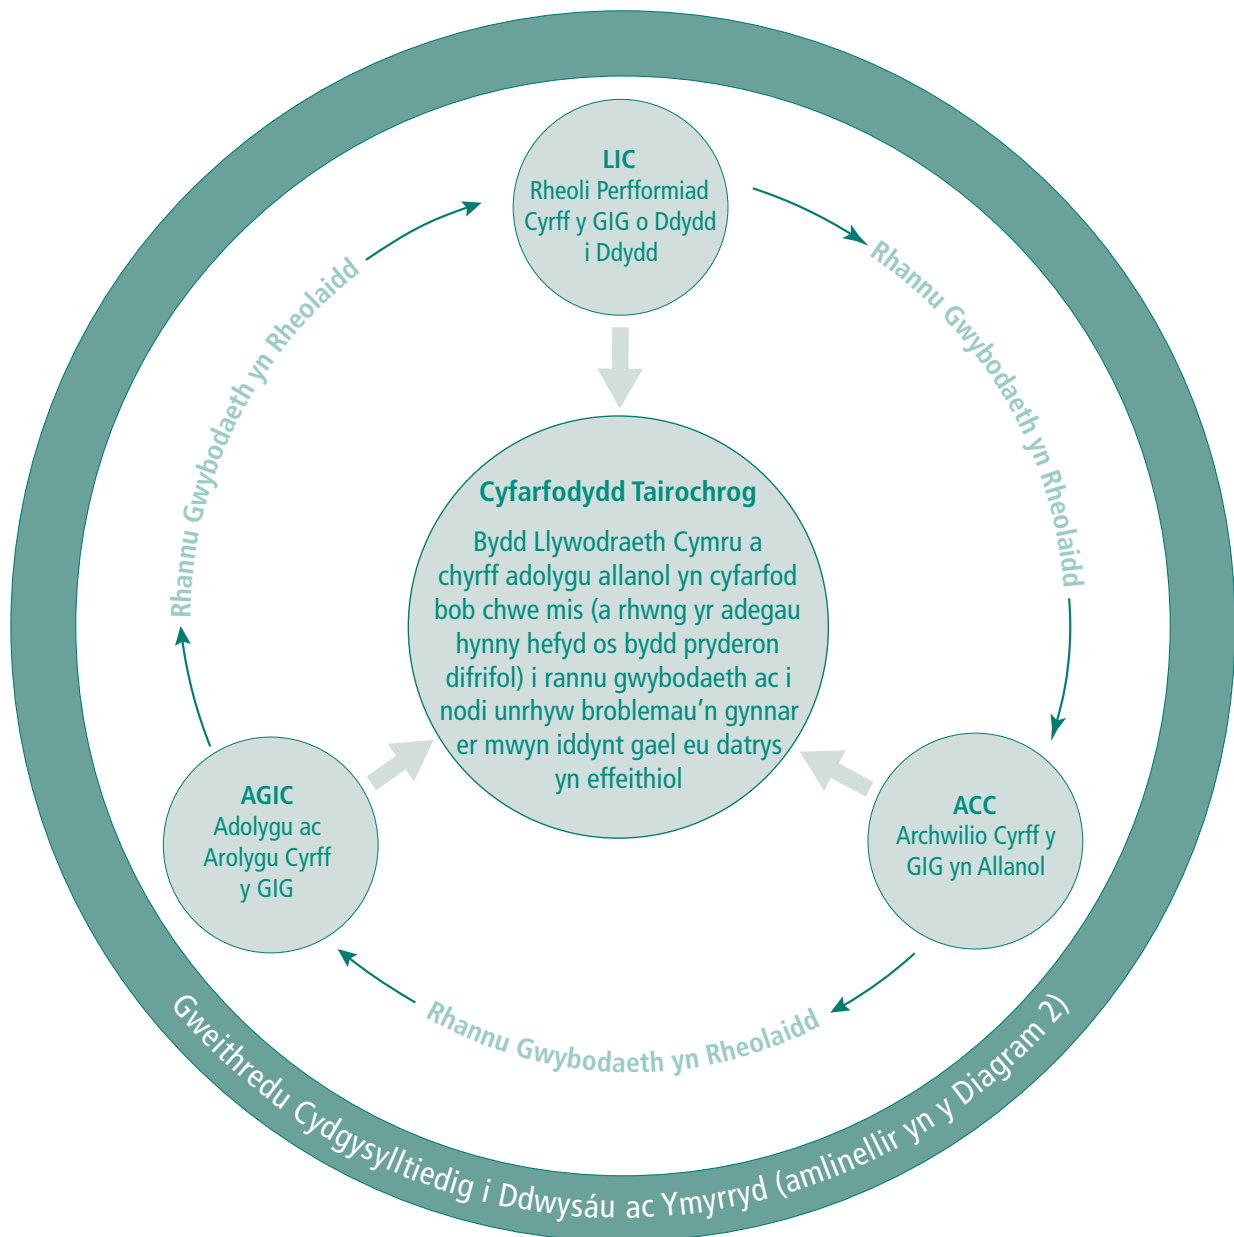 LIC
Rheoli Perfformiad
Cyrff y GIG o Ddydd
i Ddydd
Rhannu Gwybodaeth yn Rheolaidd
Rhannu Gwybodaeth yn Rheolaidd
Cyfarfodydd Tairochrog
Bydd Llywodraeth Cymru a
chyrff adolygu allanol yn cyfarfod
bob chwe mis (a rhwng yr adegau
hynny hefyd os bydd pryderon
difrifol) i rannu gwybodaeth ac i
nodi unrhyw broblemau’n gynnar
er mwyn iddynt gael eu datrys
yn effeithiol
AGIC
Adolygu ac
Arolygu Cyrff
y GIG
ACC
Archwilio Cyrff y
GIG yn Allanol
Rhannu Gwybodaeth yn Rheolaidd
Gweithredu Cydgysylltiedig i Ddwysáu ac Ymyrryd (amlinellir yn y Diagram 2)